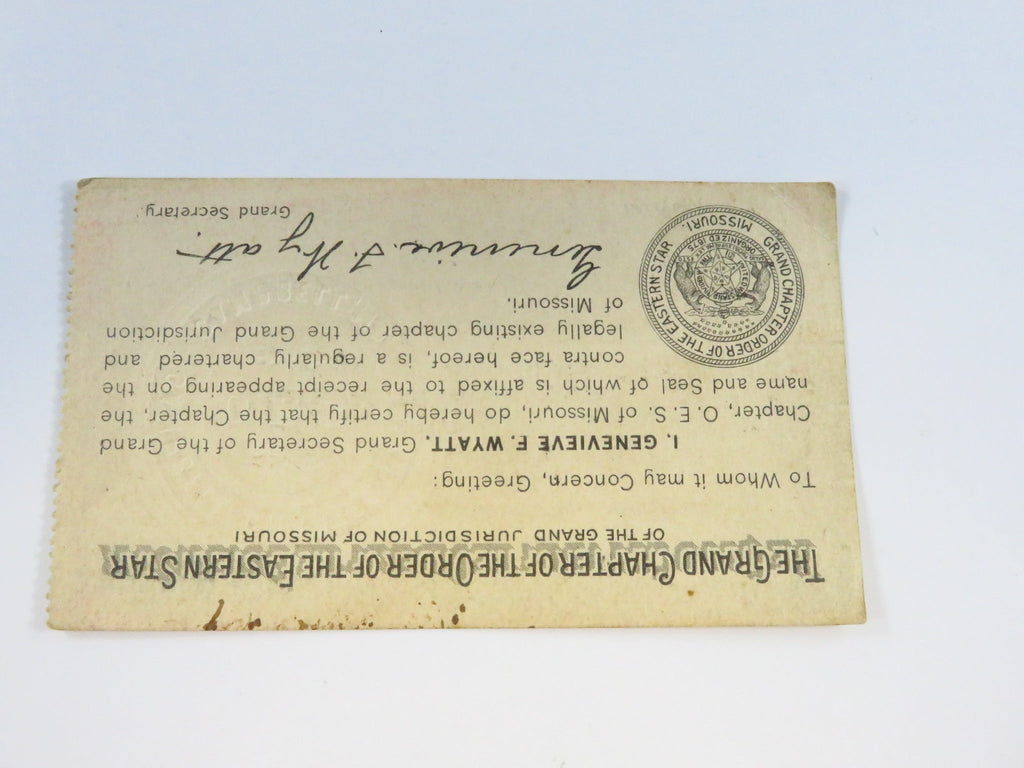 THE GRAND CHAPTER OF THE ORDER OF THE EASTERN STAR
OF THE GRAND JURISDICTION OF MISSOURI
To Whom it may Concern, Greeting:
I, GENEVIEVE F. WYATT, Grand Secretary of the Grand
Chapter, O. E. S. of Missouri, do hereby certify that the Chapter, the
name and Seal of which is affixed to the receipt appearing on the
contra face hereof, is a regularly chartered and
legally existing chapter of the Grand Jurisdiction
of Missouri.
Genevieve F. Wyatt
Grand Secretary.
GRAND CHAPTER ORDER OF THE EASTERN STAR
MISSOURI.
ORGANIZED 1875